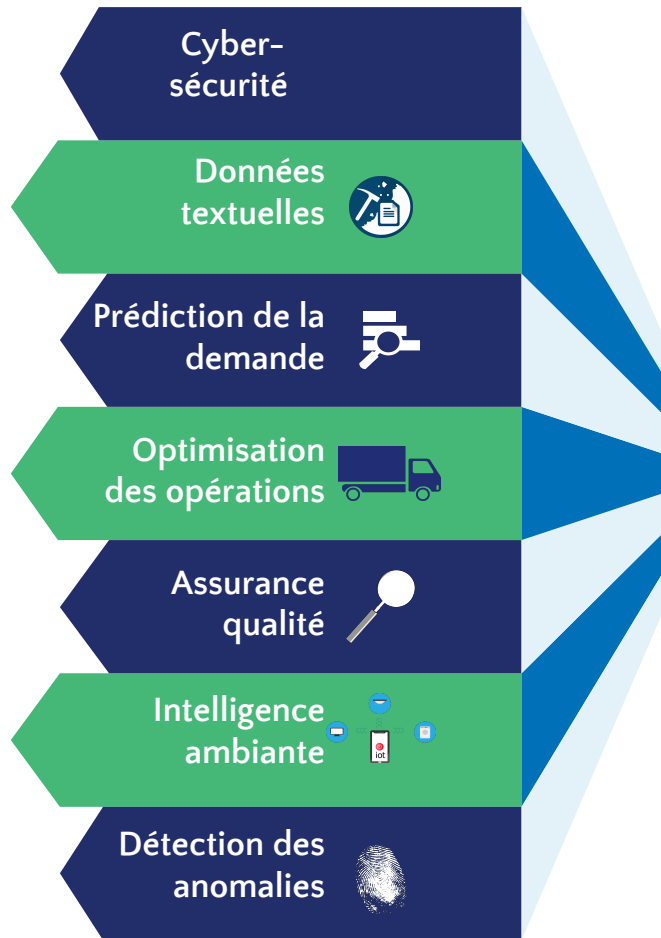 Cyber-
sécurité
Données
textuelles
Prédiction de la
demande
Optimisation
des opérations
Assurance
qualité
Intelligence
ambiante
iot
Détection des
anomalies